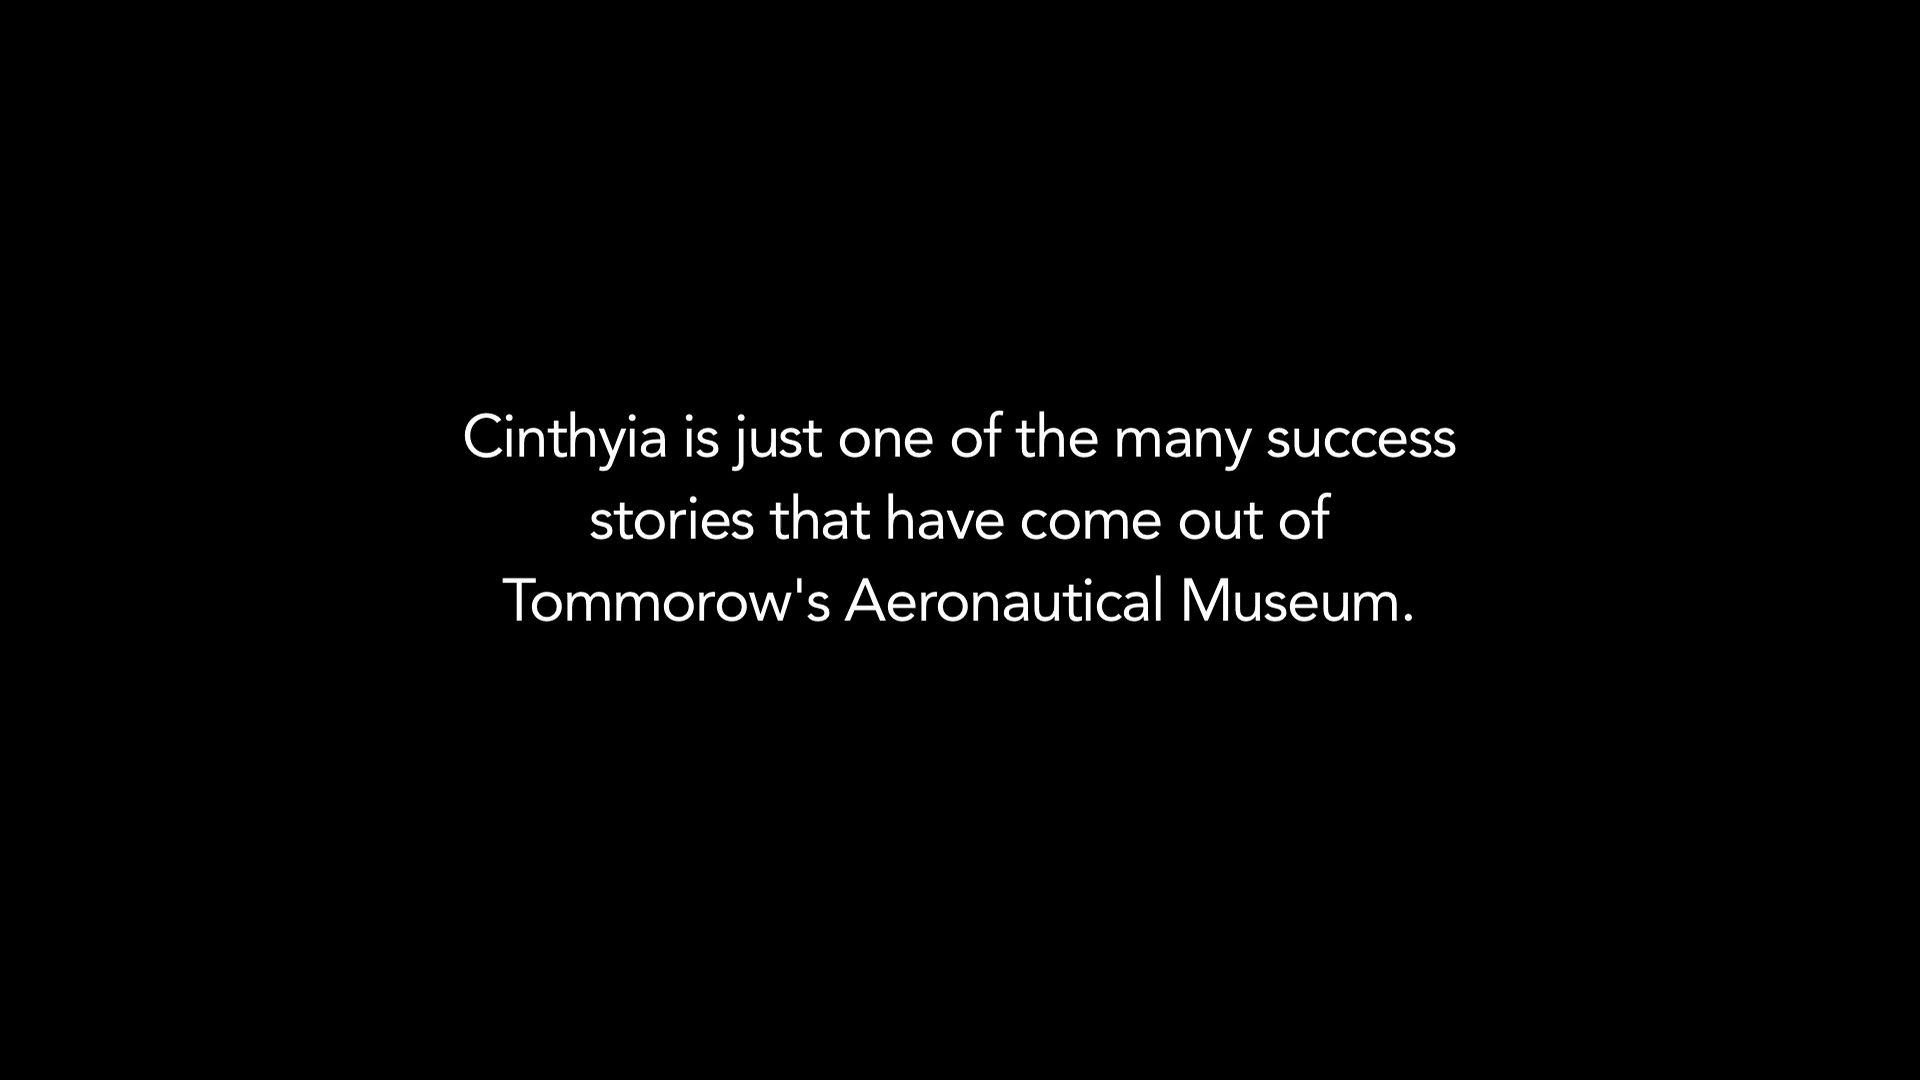 Cinthyia is just one of the many success
stories that have come out of
Tommorow's Aeronautical Museum.